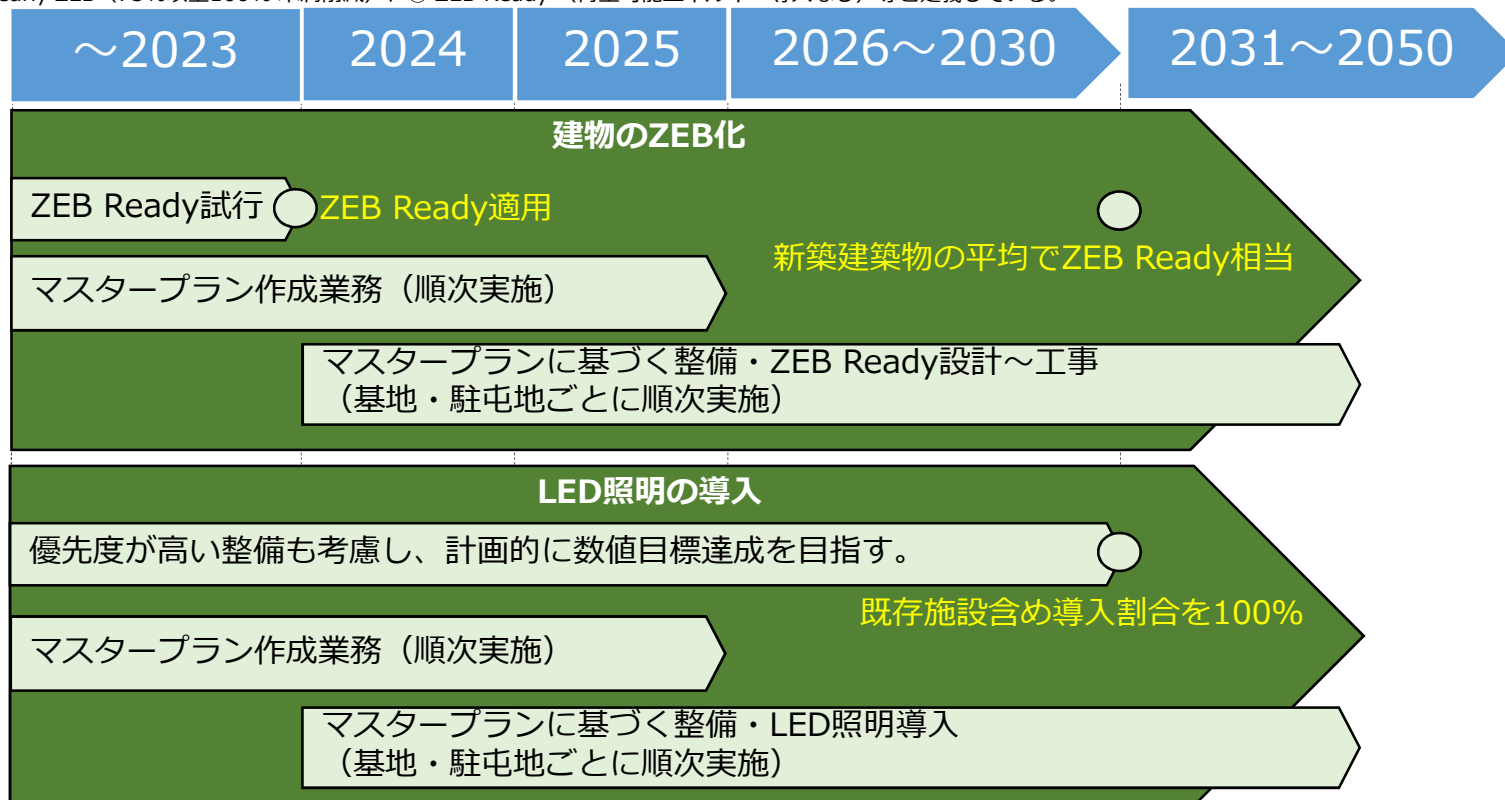 ～2023
2024
2025
2026～2030
2031～2050
建物のZEB化
ZEB Ready試行
ZEB Ready適用
新築建築物の平均でZEB Ready相当
マスタープラン作成業務（順次実施）
マスタープランに基づく整備・ZEB Ready設計～工事
（基地・駐屯地ごとに順次実施）
LED照明の導入
優先度が高い整備も考慮し、計画的に数値目標達成を目指す。
既存施設含め導入割合を100%
マスタープラン作成業務（順次実施）
マスタープランに基づく整備・LED照明導入
（基地・駐屯地ごとに順次実施）